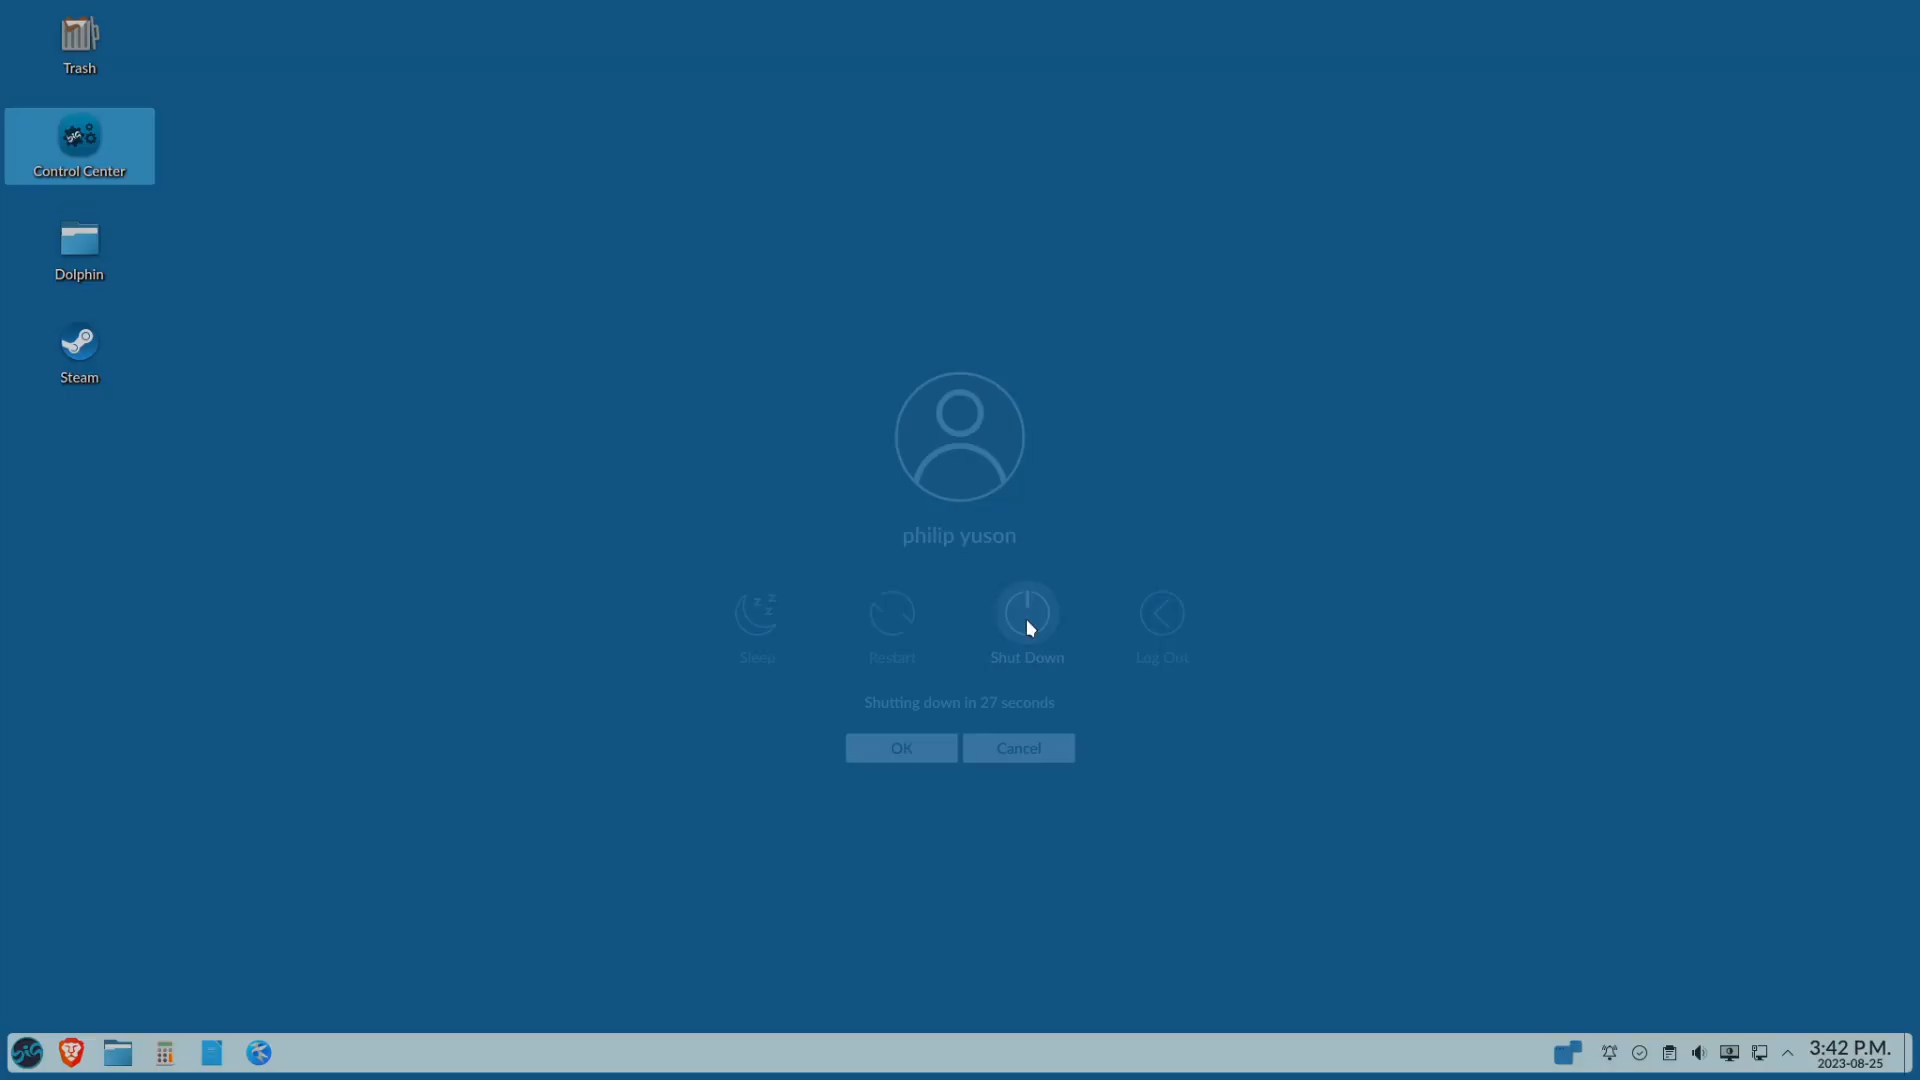 Trash
Control Center
Dolphin
Steam
philip yuson
Sleep
Restart
Shut Down
Log Out
Shutting down in 27 seconds
OK
Cancel
3:42 P.M.
2023-08-25